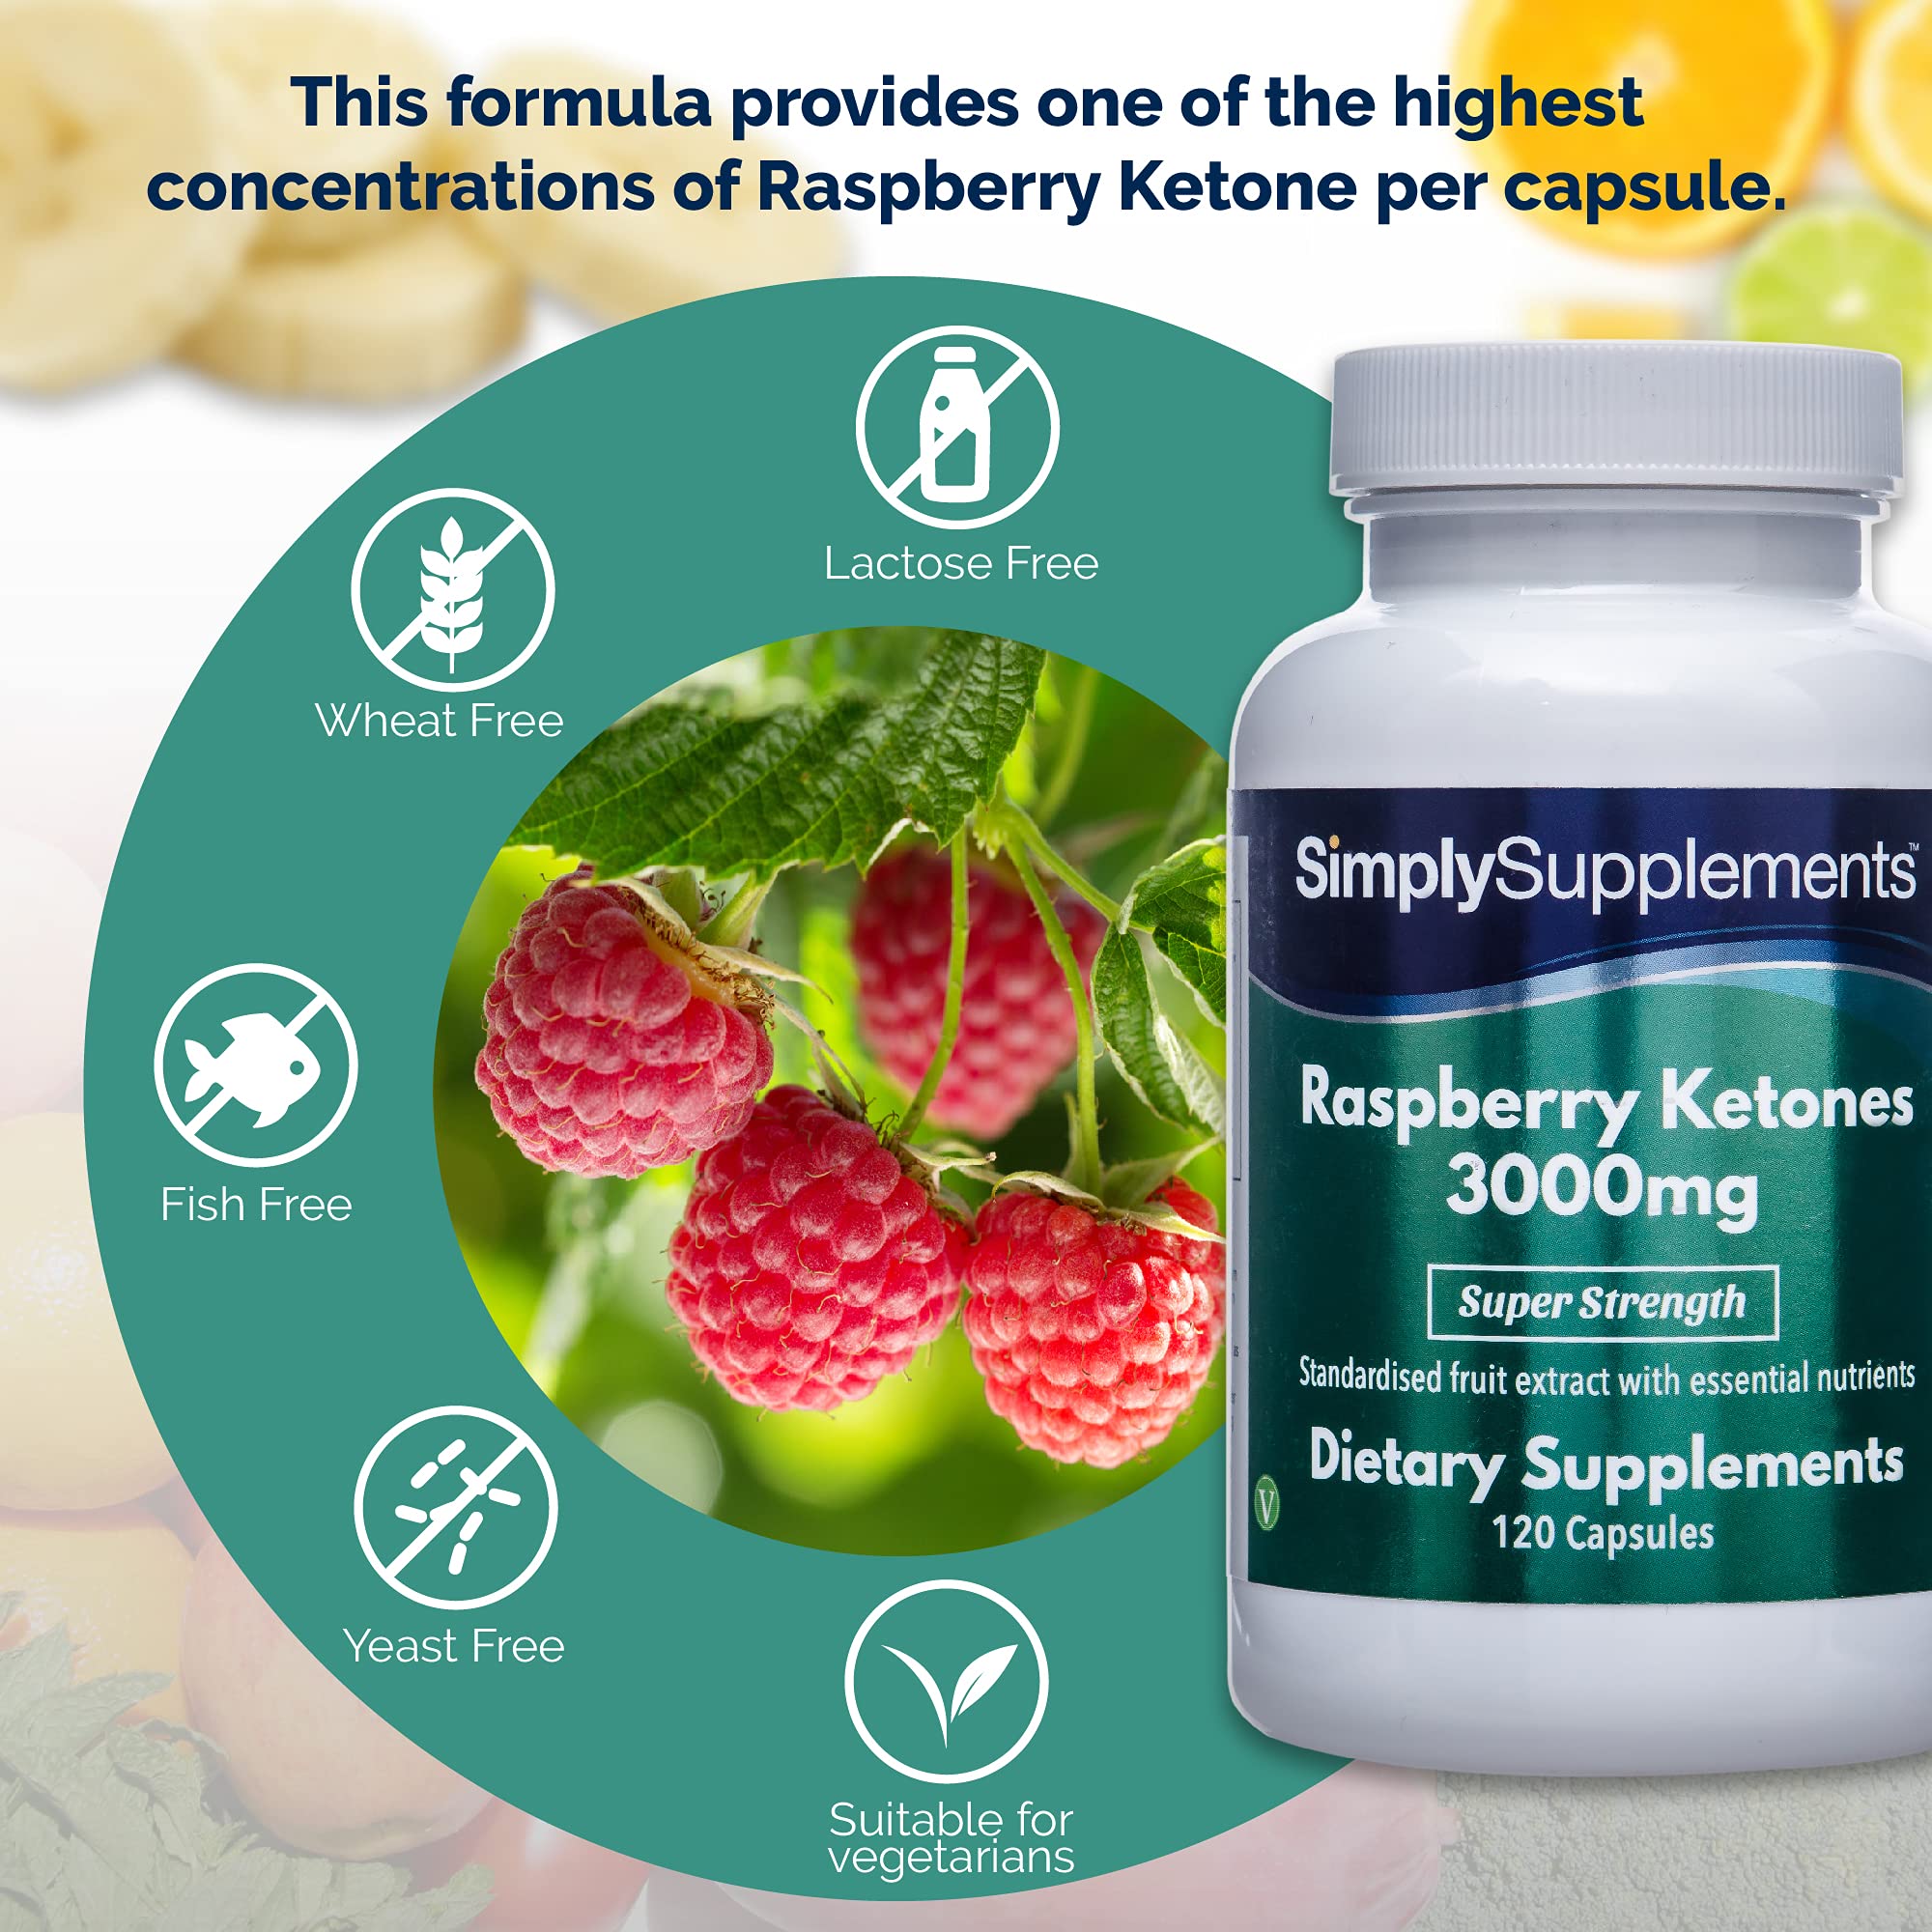 This formula provides one of the highest
concentrations of Raspberry Ketone per capsule.
Lactose Free
Wheat Free
Fish Free
Yeast Free
Suitable for
vegetarians
SimplySupplements™
Raspberry Ketones
3000mg
Super Strength
Standardised fruit extract with essential nutrients
Dietary Supplements
120 Capsules
V